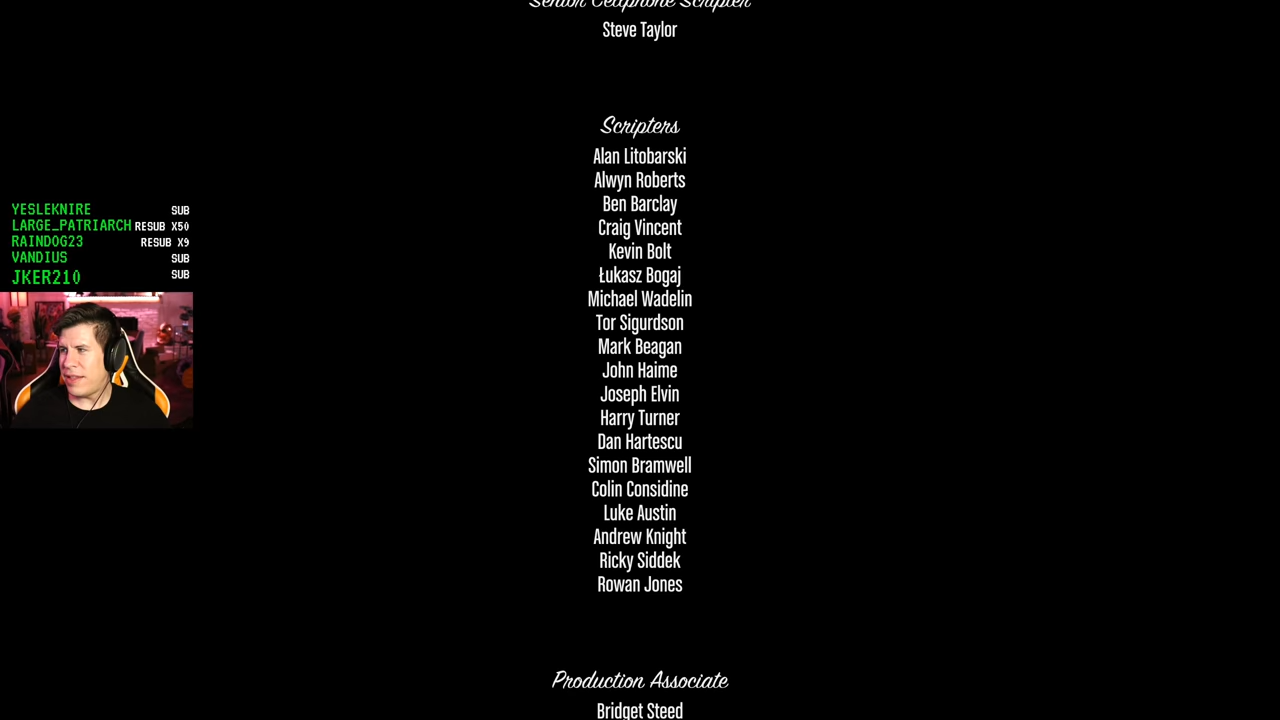 Senior Cellphone Scripter
Steve Taylor
Scripters
Alan Litobarski
Alwyn Roberts
Ben Barclay
Craig Vincent
Kevin Bolt
Łukasz Bogaj
Michael Wadelin
Tor Sigurdson
Mark Beagan
John Haime
Joseph Elvin
Harry Turner
Dan Hartescu
Simon Bramwell
Colin Considine
Luke Austin
Andrew Knight
Ricky Siddek
Rowan Jones
Production Associate
Bridget Steed
YESLEKNIRE SUB
LARGE_PATRIARCH RESUB X50
RAINDOG23 RESUB X9
VANDIUS SUB
JKER210 SUB